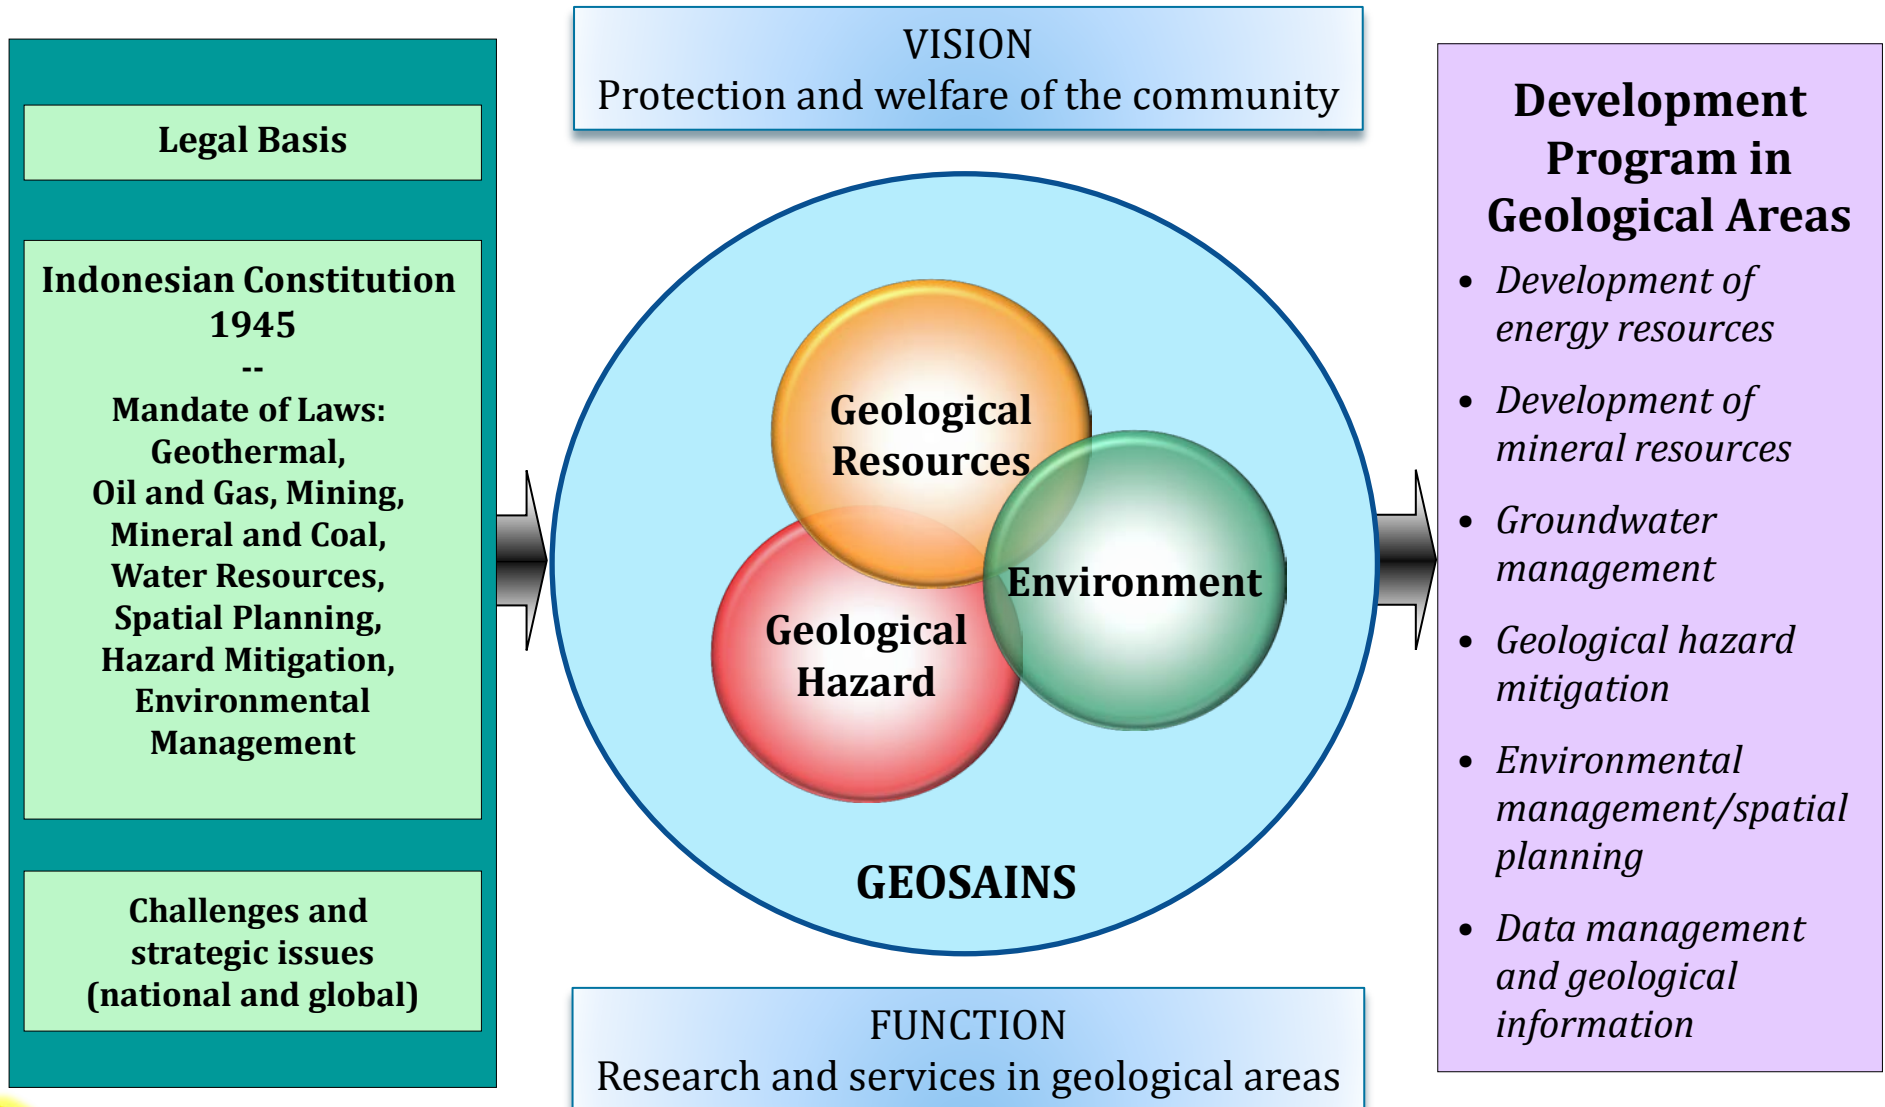 VISION
Protection and welfare of the community
Legal Basis
Indonesian Constitution
1945
--
Mandate of Laws:
Geothermal,
Oil and Gas, Mining,
Mineral and Coal,
Water Resources,
Spatial Planning,
Hazard Mitigation,
Environmental
Management
Challenges and
strategic issues
(national and global)
Geological
Resources
Environment
Geological
Hazard
GEOSAINS
FUNCTION
Research and services in geological areas
Development
Program in
Geological Areas
• Development of
energy resources
• Development of
mineral resources
• Groundwater
management
• Geological hazard
mitigation
• Environmental
management/spatial
planning
• Data management
and geological
information